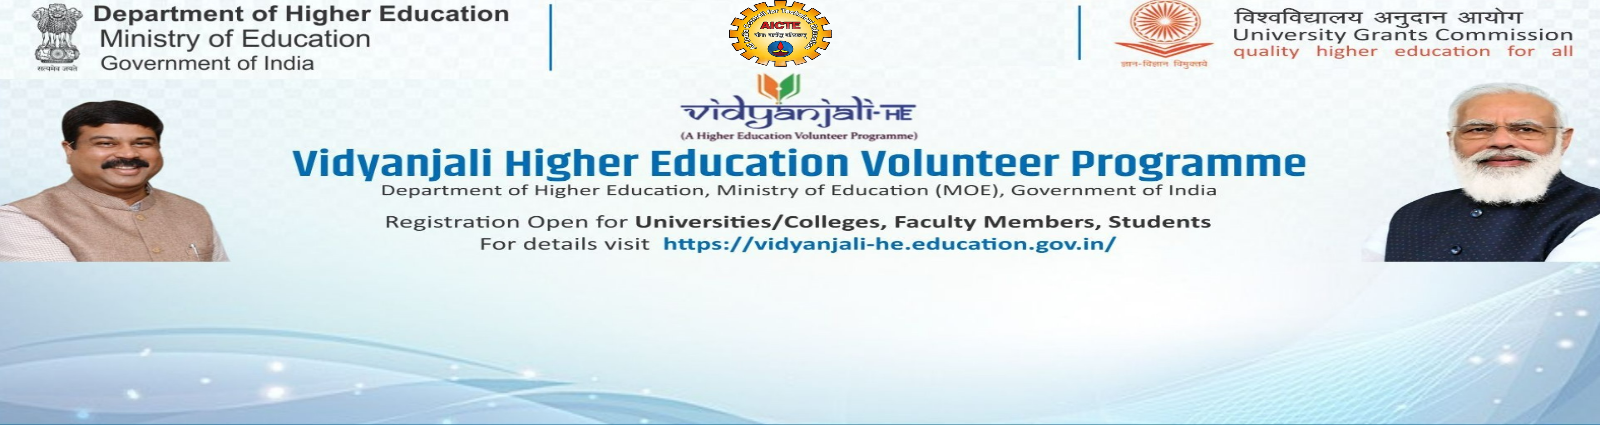 Department of Higher Education
Ministry of Education
Government of India
सत्यमेव जयते
AICTE
विश्वविद्यालय अनुदान आयोग
University Grants Commission
quality higher education for all
ज्ञान-विज्ञान विमुक्तये
vidyanjali-HE
(A Higher Education Volunteer Programme)
Vidyanjali Higher Education Volunteer Programme
Department of Higher Education, Ministry of Education (MOE), Government of India
Registration Open for Universities/Colleges, Faculty Members, Students
For details visit https://vidyanjali-he.education.gov.in/